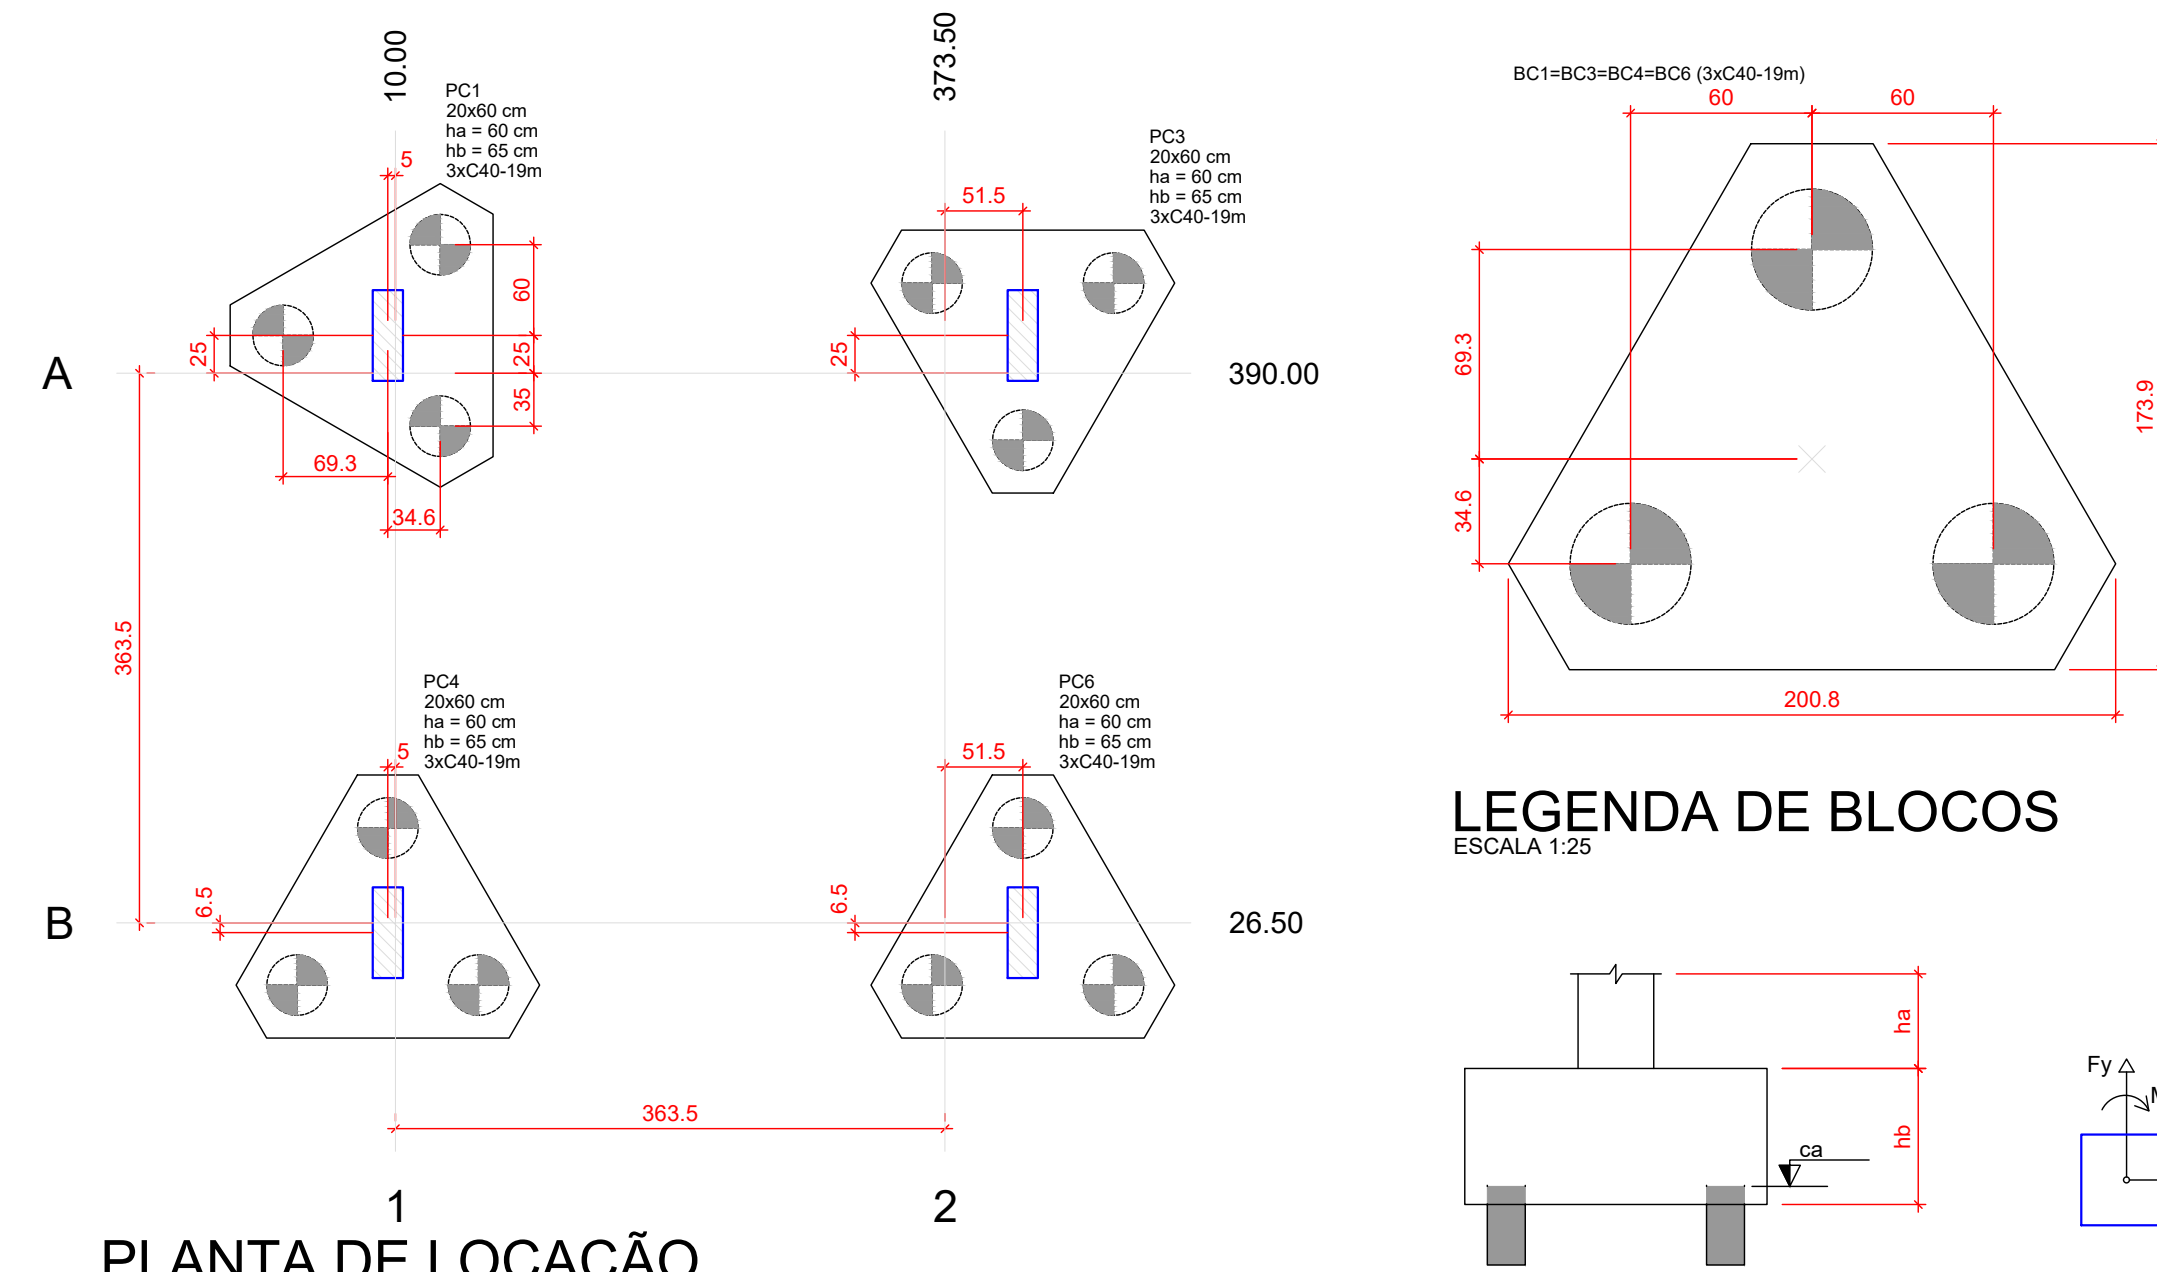 10.00
373.50
PC1
20x60 cm
ha = 60 cm
hb = 65 cm
3xC40-19m
5
60
25
25
35
69.3
34.6
PC3
20x60 cm
ha = 60 cm
hb = 65 cm
3xC40-19m
51.5
25
A
390.00
363.5
PC4
20x60 cm
ha = 60 cm
hb = 65 cm
3xC40-19m
5
6.5
PC6
20x60 cm
ha = 60 cm
hb = 65 cm
3xC40-19m
51.5
6.5
B
26.50
363.5
1
2
PLANTA DE LOCAÇÃO
BC1=BC3=BC4=BC6 (3xC40-19m)
60
60
69.3
34.6
173.9
200.8
LEGENDA DE BLOCOS
ESCALA 1:25
ha
hb
ca
Fy